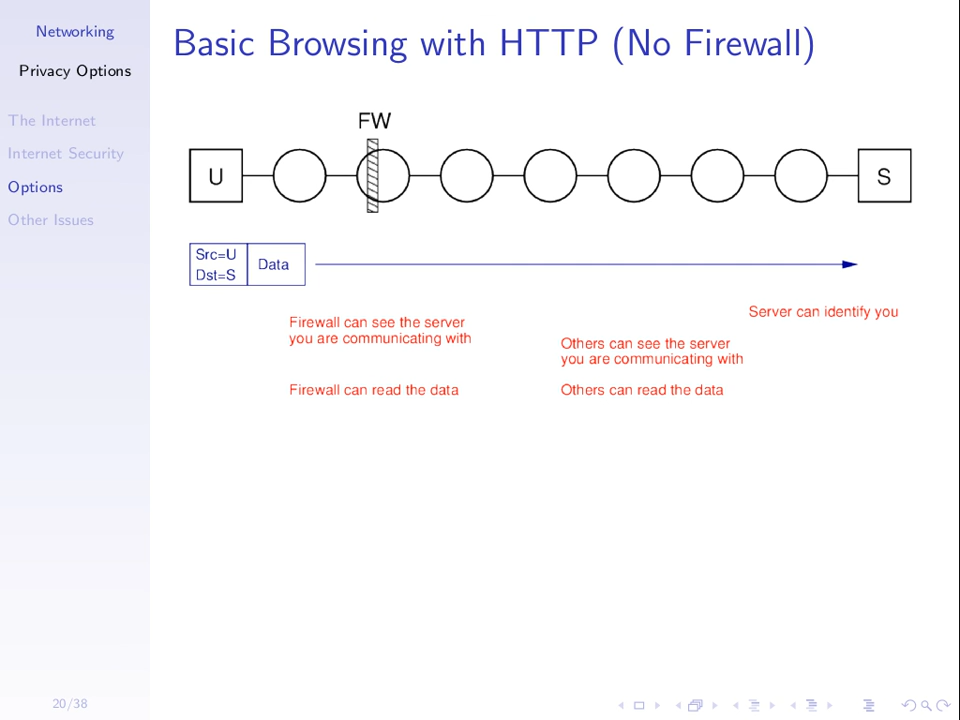 Networking
Privacy Options
The Internet
Internet Security
Options
Other Issues
20/38
Basic Browsing with HTTP (No Firewall)
FW
U
S
Src=U
Dst=S
Data
Server can identify you
Firewall can see the server
you are communicating with
Others can see the server
you are communicating with
Firewall can read the data
Others can read the data